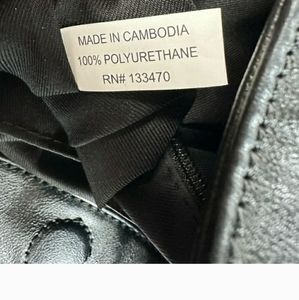 MADE IN CAMBODIA
100% POLYURETHANE
RN# 133470